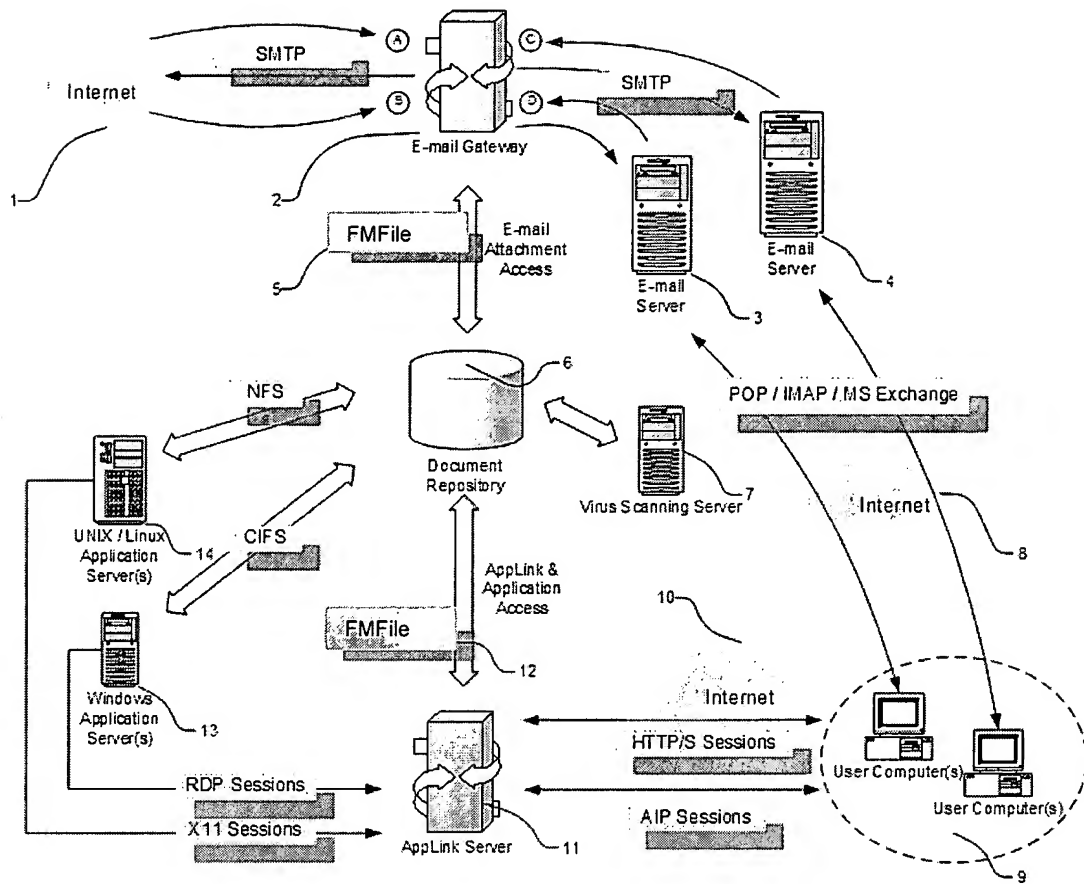 A
C
SMTP
Internet
SMTP
B
D
E-mail Gateway
1
2
FMFile
E-mail
Attachment
Access
5
E-mail
Server
4
E-mail
Server
3
6
NFS
POP / IMAP / MS Exchange
Document
Repository
7
Virus Scanning Server
Internet
8
UNIX / Linux
Application
Server(s)
14
CIFS
AppLink &
Application
Access
10
FMFile
12
Windows
Application
Server(s)
13
Internet
HTTP/S Sessions
User Computer(s)
User Computer(s)
RDP Sessions
X11 Sessions
AppLink Server
11
AIP Sessions
9